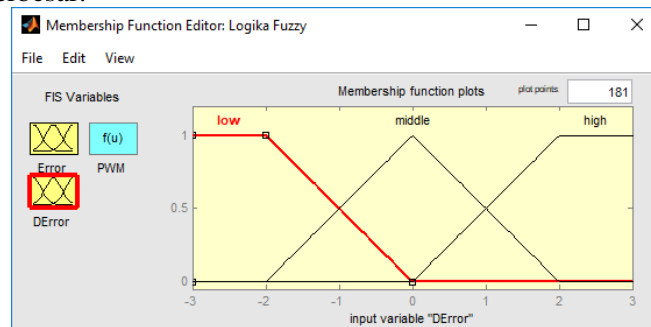 Membership Function Editor: Logika Fuzzy
File Edit View
FIS Variables
Membership function plots
plot points:
181
f(u)
Error
PWM
DError
low
middle
high
1
0.5
0
-3 -2 -1 0 1 2 3
input variable "DError"